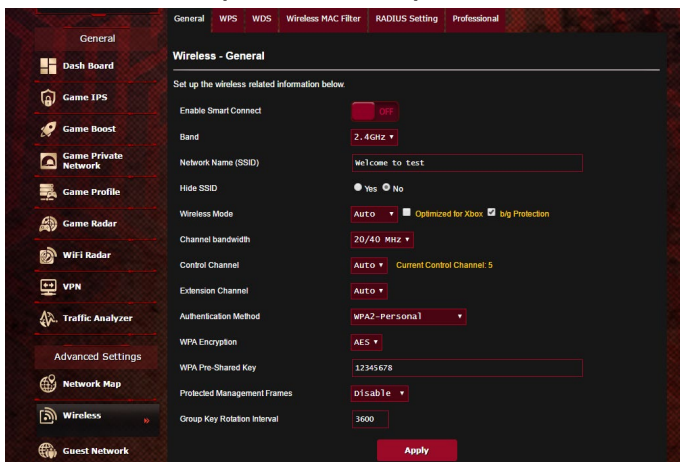 General WPS WDS Wireless MAC Filter RADIUS Setting Professional
General
Dash Board
Game IPS
Game Boost
Game Private
Network
Game Profile
Game Radar
WiFi Radar
VPN
Traffic Analyzer
Advanced Settings
Network Map
Wireless »
Guest Network
Wireless - General
Set up the wireless related information below.
Enable Smart Connect OFF
Band 2.4GHz
Network Name (SSID) Welcome to test
Hide SSID Yes No
Wireless Mode Auto Optimized for Xbox b/g Protection
Channel bandwidth 20/40 MHz
Control Channel Auto Current Control Channel: 5
Extension Channel Auto
Authentication Method WPA2-Personal
WPA Encryption AES
WPA Pre-Shared Key 12345678
Protected Management Frames Disable
Group Key Rotation Interval 3600
Apply